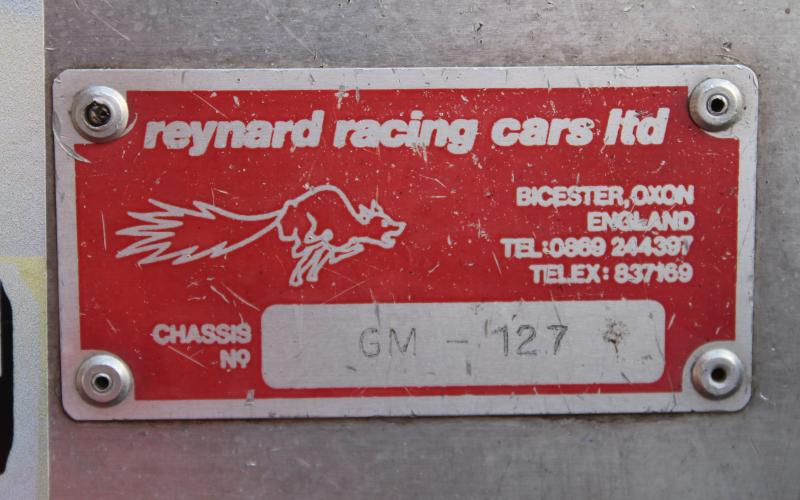 reynard racing cars ltd
BICESTER, OXON
ENGLAND
TEL: 0869 244397
TELEX: 837169
CHASSIS
Nº
GM - 127